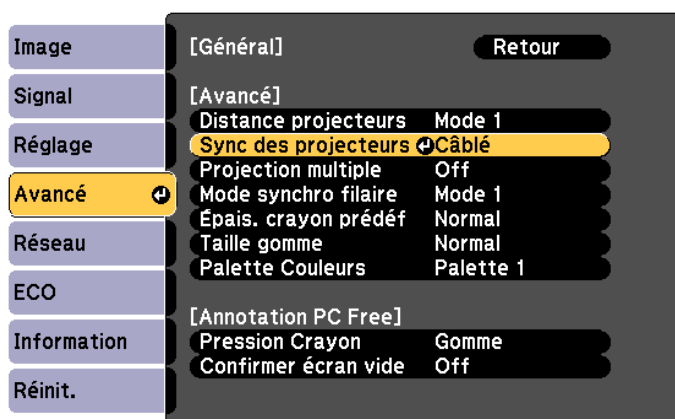 Image
Signal
Réglage
Avancé
Réseau
ECO
Information
Réinit.
[Général] Retour
[Avancé]
Distance projecteurs Mode 1
Sync des projecteurs Câblé
Projection multiple Off
Mode synchro filaire Mode 1
Épais. crayon prédéf Normal
Taille gomme Normal
Palette Couleurs Palette 1
[Annotation PC Free]
Pression Crayon Gomme
Confirmer écran vide Off